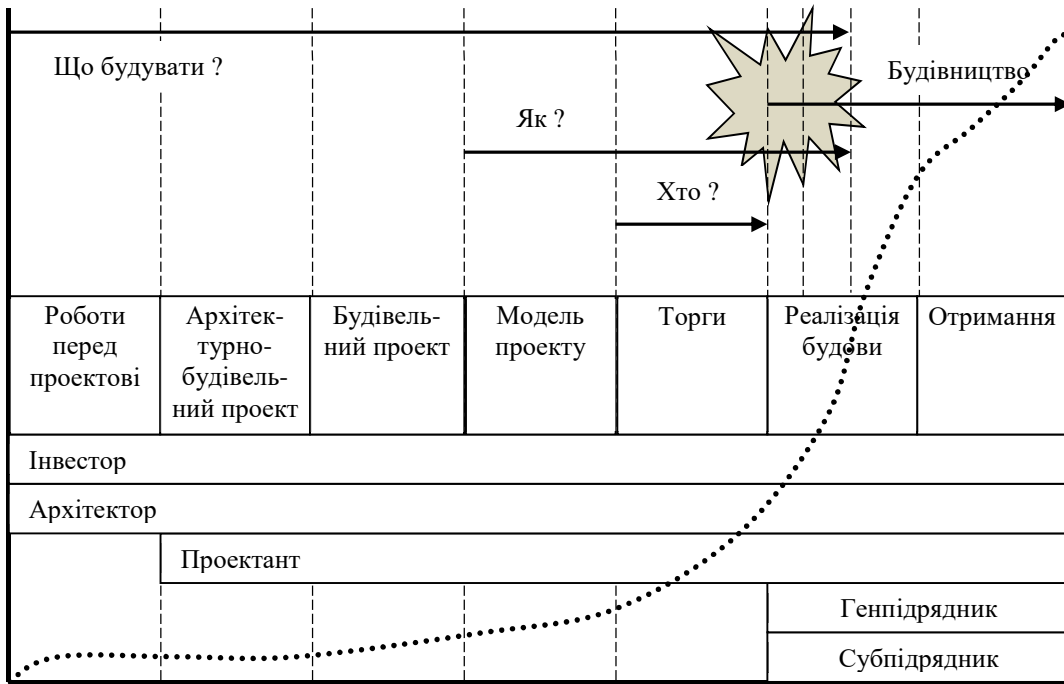 Що будувати ?
Будівництво
Як ?
Хто ?
Роботи
перед
проектові
Архітек-
турно-
будівель-
ний проект
Будівель-
ний проект
Модель
проекту
Торги
Реалізація
будови
Отримання
Інвестор
Архітектор
Проектант
Генпідрядник
Субпідрядник